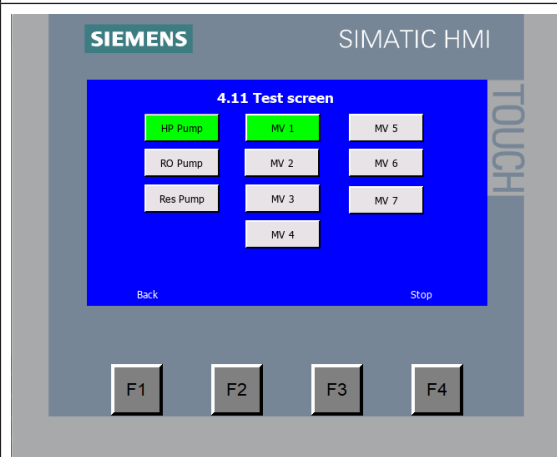 SIEMENS SIMATIC HMI
TOUCH
4.11 Test screen
HP Pump MV 1 MV 5
RO Pump MV 2 MV 6
Res Pump MV 3 MV 7
MV 4
Back Stop
F1 F2 F3 F4